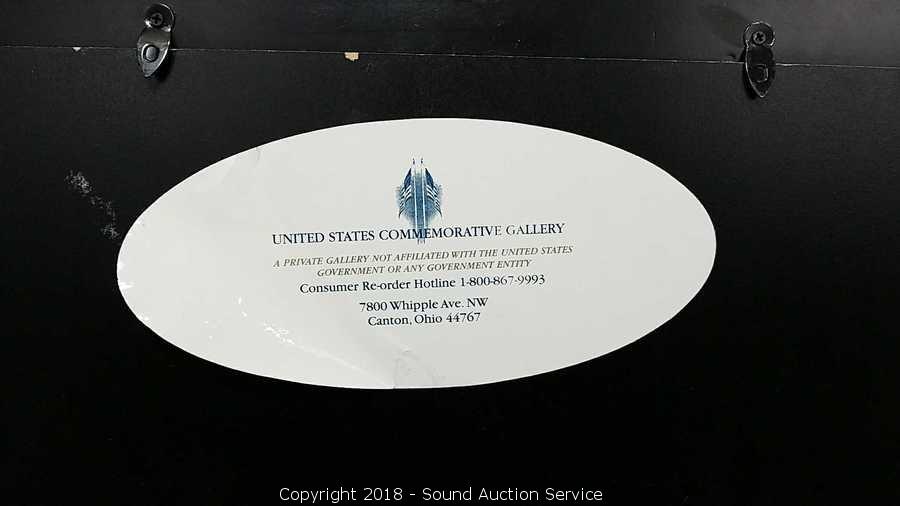 UNITED STATES COMMEMORATIVE GALLERY
A PRIVATE GALLERY NOT AFFILIATED WITH THE UNITED STATES
GOVERNMENT OR ANY GOVERNMENT ENTITY
Consumer Re-order Hotline 1-800-867-9993
7800 Whipple Ave. NW
Canton, Ohio 44767
Copyright 2018 - Sound Auction Service